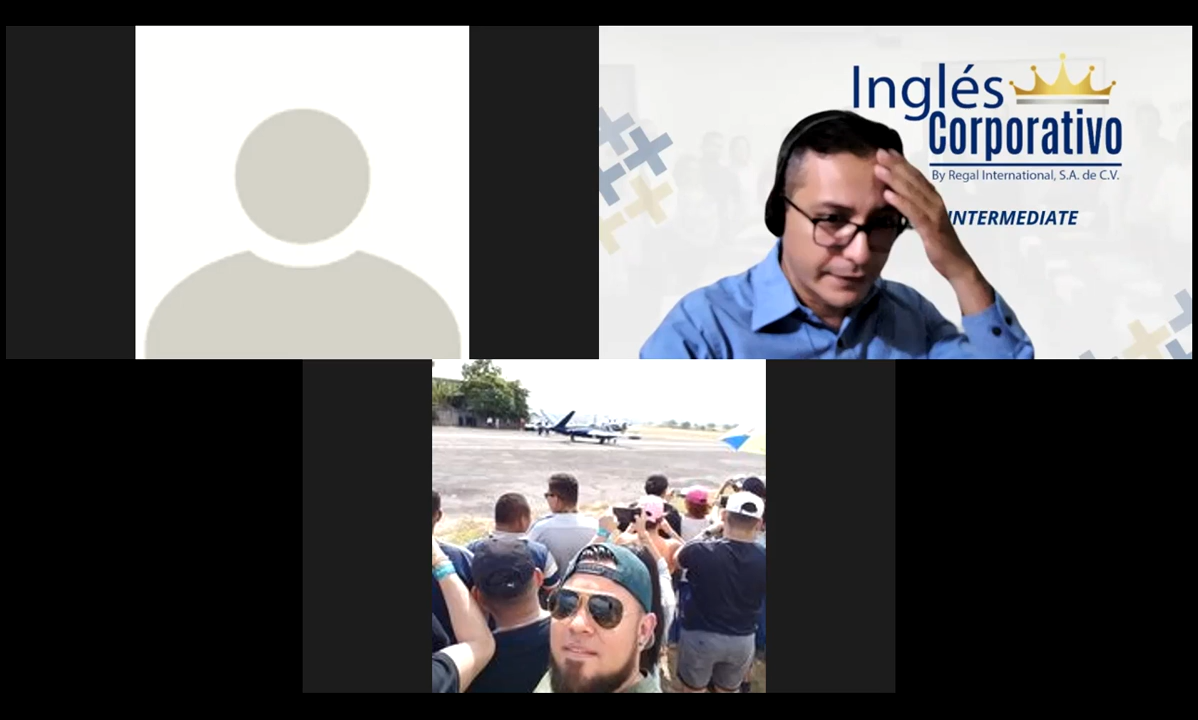 Inglés
Corporativo
By Regal International, S.A. de C.V.
INTERMEDIATE